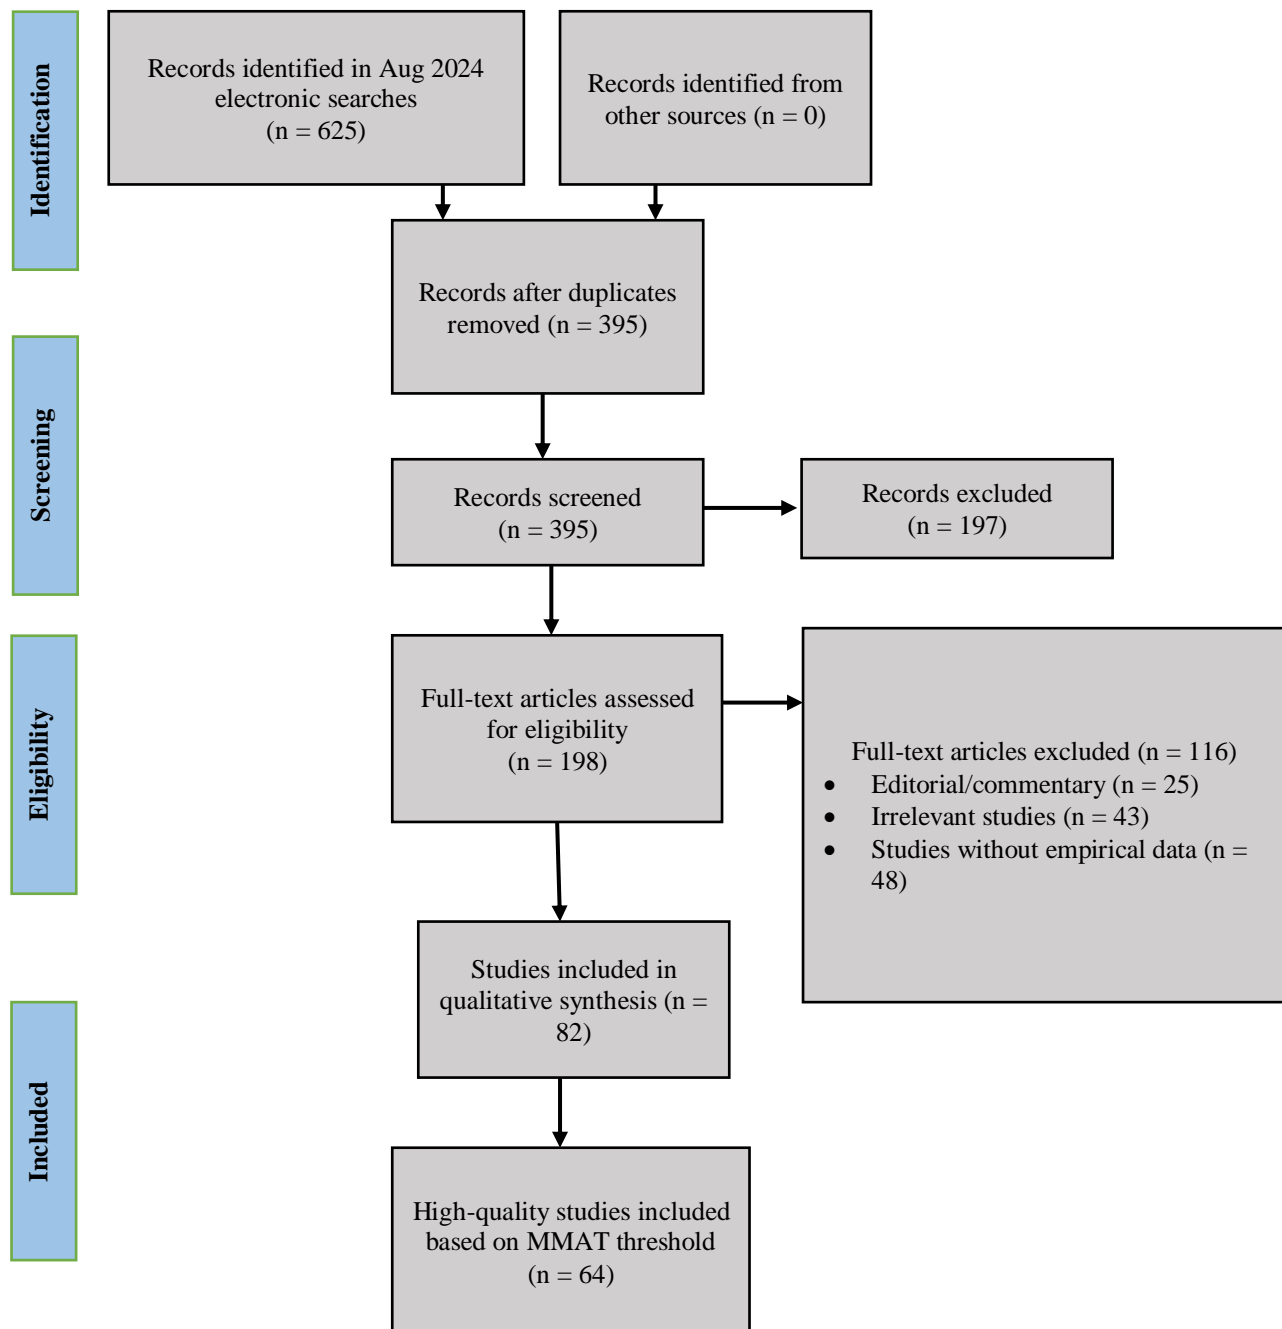 Identification
Records identified in Aug 2024
electronic searches
(n = 625)
Records identified from
other sources (n = 0)
Records after duplicates
removed (n = 395)
Screening
Records screened
(n = 395)
Records excluded
(n = 197)
Eligibility
Full-text articles assessed
for eligibility
(n = 198)
Full-text articles excluded (n = 116)
• Editorial/commentary (n = 25)
• Irrelevant studies (n = 43)
• Studies without empirical data (n =
48)
Included
Studies included in
qualitative synthesis (n =
82)
High-quality studies included
based on MMAT threshold
(n = 64)